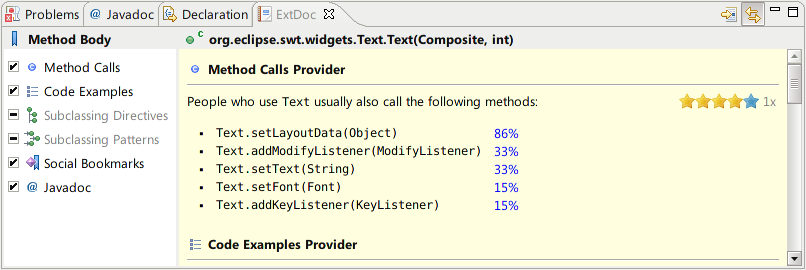 Problems @ Javadoc Declaration ExtDoc
Method Body
org.eclipse.swt.widgets.Text.Text(Composite, int)
Method Calls
Code Examples
Subclassing Directives
Subclassing Patterns
Social Bookmarks
@ Javadoc
Method Calls Provider
People who use Text usually also call the following methods:
1x
• Text.setLayoutData(Object) 86%
• Text.addModifyListener(ModifyListener) 33%
• Text.setText(String) 33%
• Text.setFont(Font) 15%
• Text.addKeyListener(KeyListener) 15%
Code Examples Provider